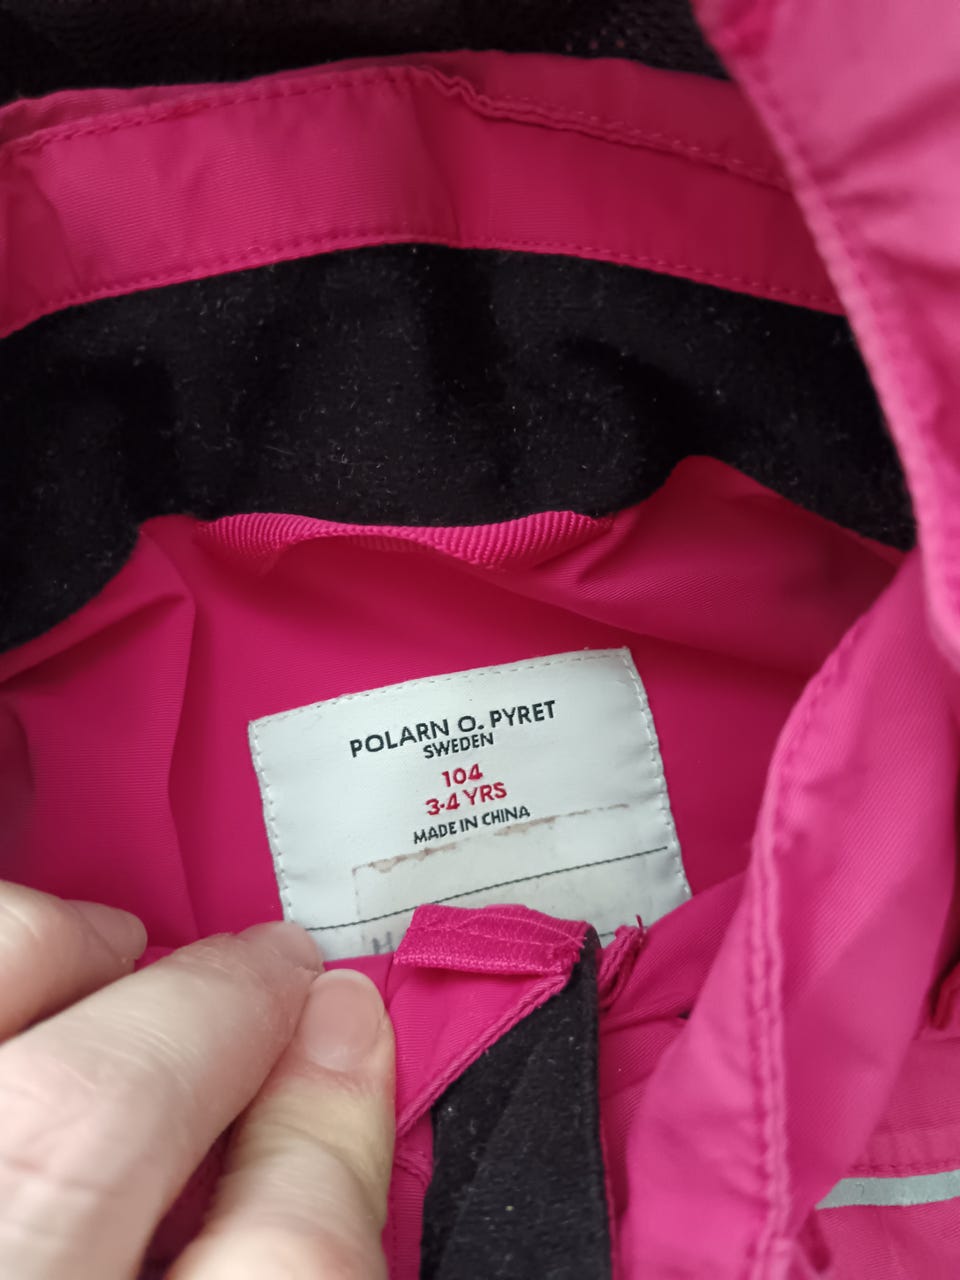 POLARN O. PYRET
SWEDEN
104
3-4 YRS
MADE IN CHINA